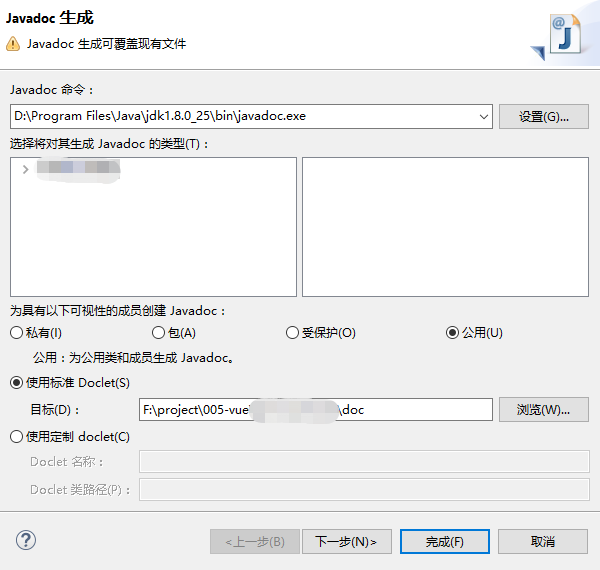 Javadoc 生成
Javadoc 生成可覆盖现有文件
@
J
Javadoc 命令：
D:\Program Files\Java\jdk1.8.0_25\bin\javadoc.exe
设置(G)...
选择将对其生成 Javadoc 的类型(T)：
为具有以下可视性的成员创建 Javadoc：
私有(I) 包(A) 受保护(O) 公用(U)
公用：为公用类和成员生成 Javadoc。
使用标准 Doclet(S)
目标(D)： F:\project\005-vue \doc 浏览(W)...
使用定制 doclet(C)
Doclet 名称：
Doclet 类路径(P)：
? <上一步(B) 下一步(N)> 完成(F) 取消